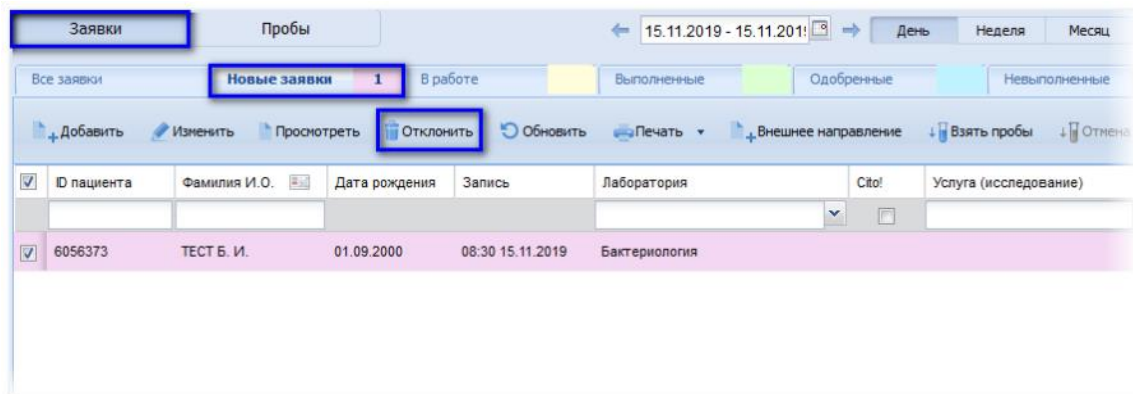 Заявки Пробы 15.11.2019 - 15.11.201 День Неделя Месяц
Все заявки Новые заявки 1 В работе Выполненные Одобренные Невыполненные
Добавить Изменить Просмотреть Отклонить Обновить Печать Внешнее направление Взять пробы Отмена
ID пациента Фамилия И.О. Дата рождения Запись Лаборатория Cito! Услуга (исследование)
6056373 ТЕСТ Б. И. 01.09.2000 08:30 15.11.2019 Бактериология